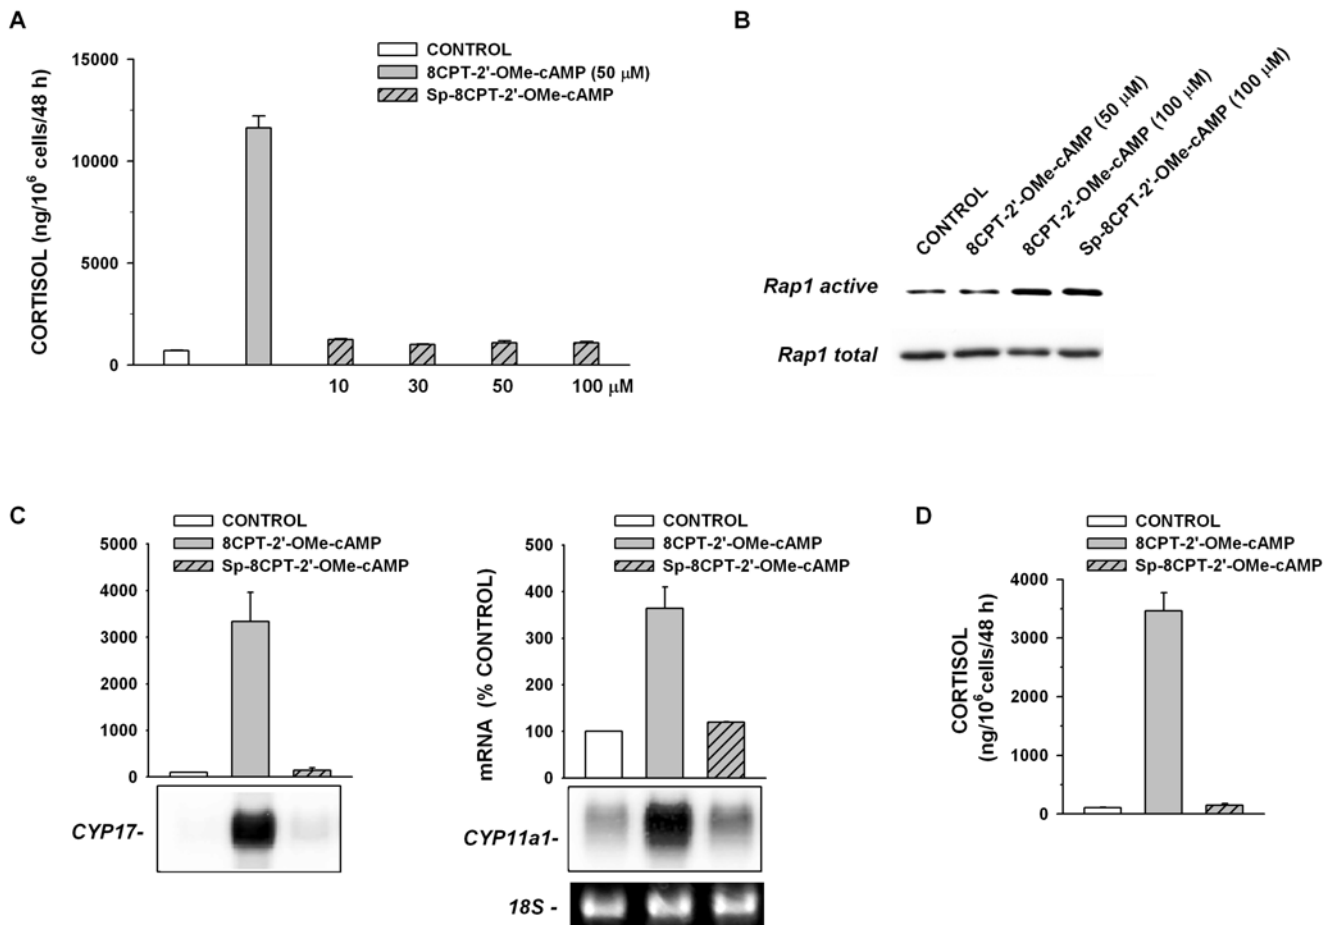 A
CONTROL
8CPT-2'-OMe-cAMP (50 µM)
Sp-8CPT-2'-OMe-cAMP
CORTISOL (ng/10⁶ cells/48 h)
15000
10000
5000
0
10 30 50 100 µM
B
CONTROL
8CPT-2'-OMe-cAMP (50 µM)
8CPT-2'-OMe-cAMP (100 µM)
Sp-8CPT-2'-OMe-cAMP (100 µM)
Rap1 active
Rap1 total
C
CONTROL
8CPT-2'-OMe-cAMP
Sp-8CPT-2'-OMe-cAMP
5000
4000
3000
2000
1000
0
CYP17-
CONTROL
8CPT-2'-OMe-cAMP
Sp-8CPT-2'-OMe-cAMP
mRNA (% CONTROL)
500
400
300
200
100
0
CYP11a1-
18S -
D
CONTROL
8CPT-2'-OMe-cAMP
Sp-8CPT-2'-OMe-cAMP
CORTISOL
(ng/10⁶cells/48 h)
4000
3000
2000
1000
0